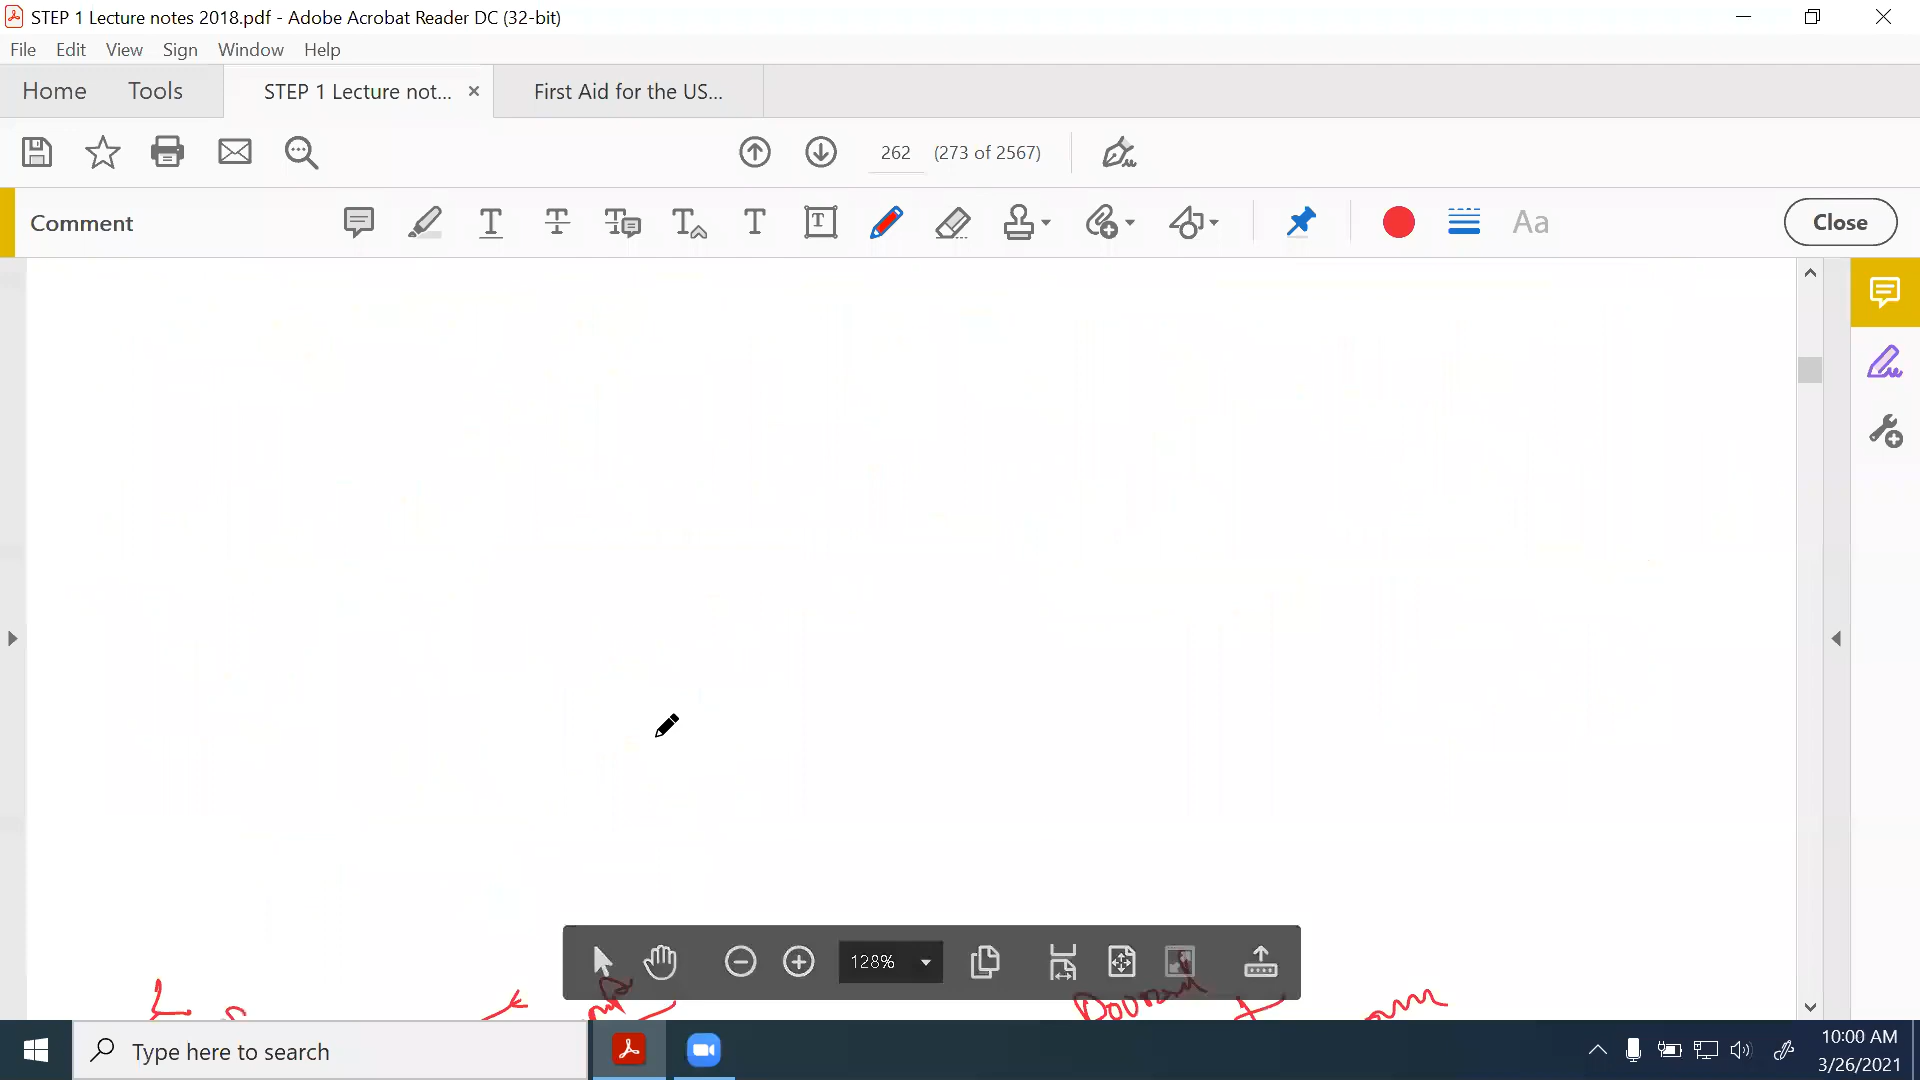 STEP 1 Lecture notes 2018.pdf - Adobe Acrobat Reader DC (32-bit)
File Edit View Sign Window Help
Home Tools STEP 1 Lecture not... × First Aid for the US...
262 (273 of 2567)
Comment Aa Close
128%
Type here to search
10:00 AM
3/26/2021